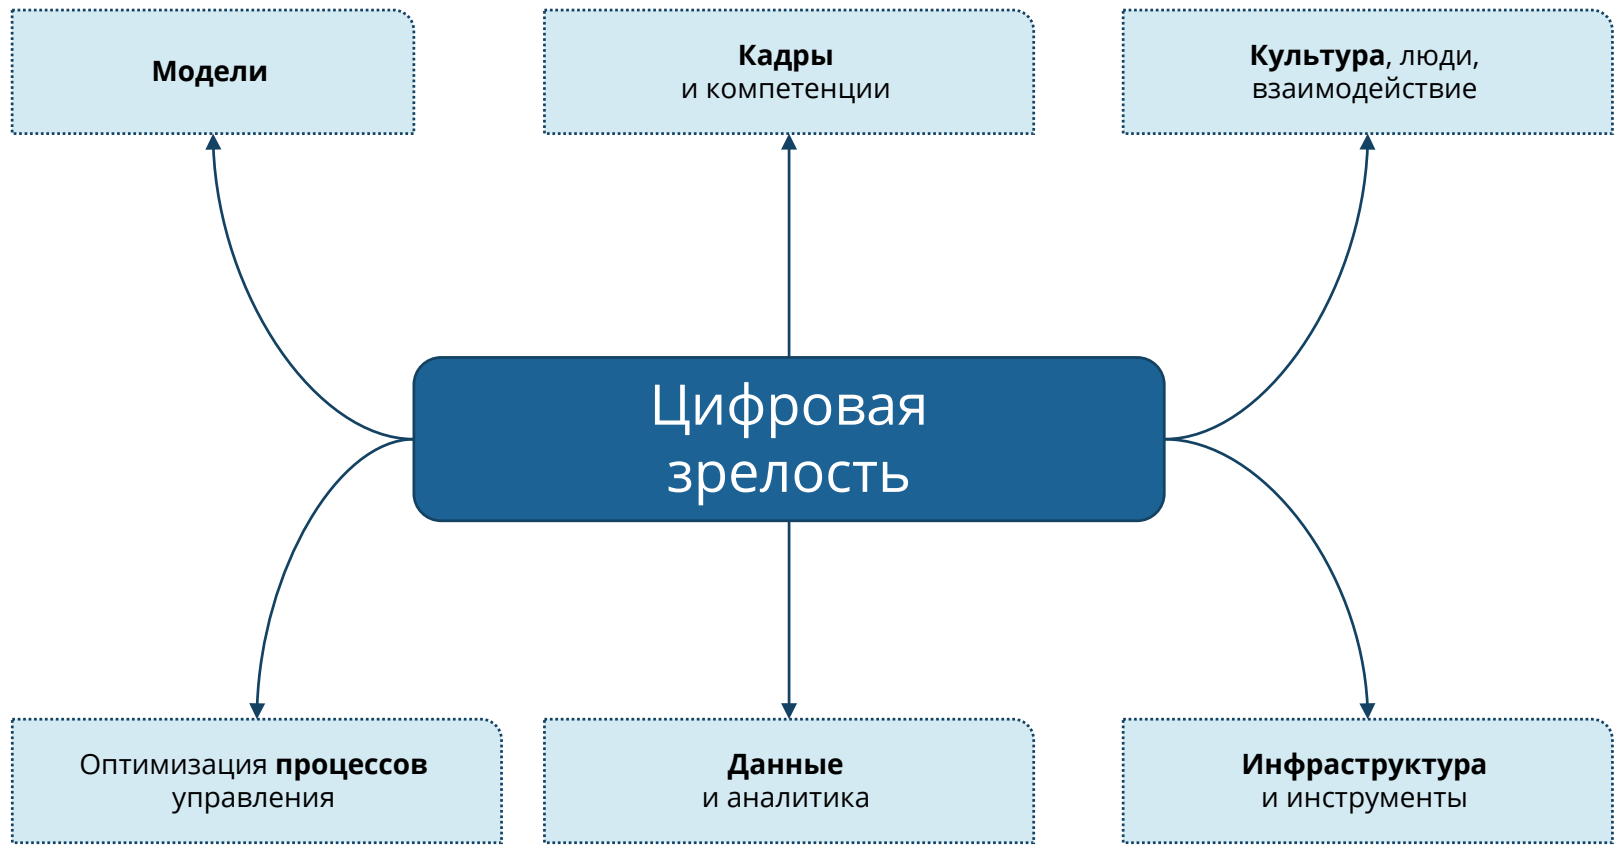 Модели
Кадры
и компетенции
Культура, люди,
взаимодействие
Цифровая
зрелость
Оптимизация процессов
управления
Данные
и аналитика
Инфраструктура
и инструменты